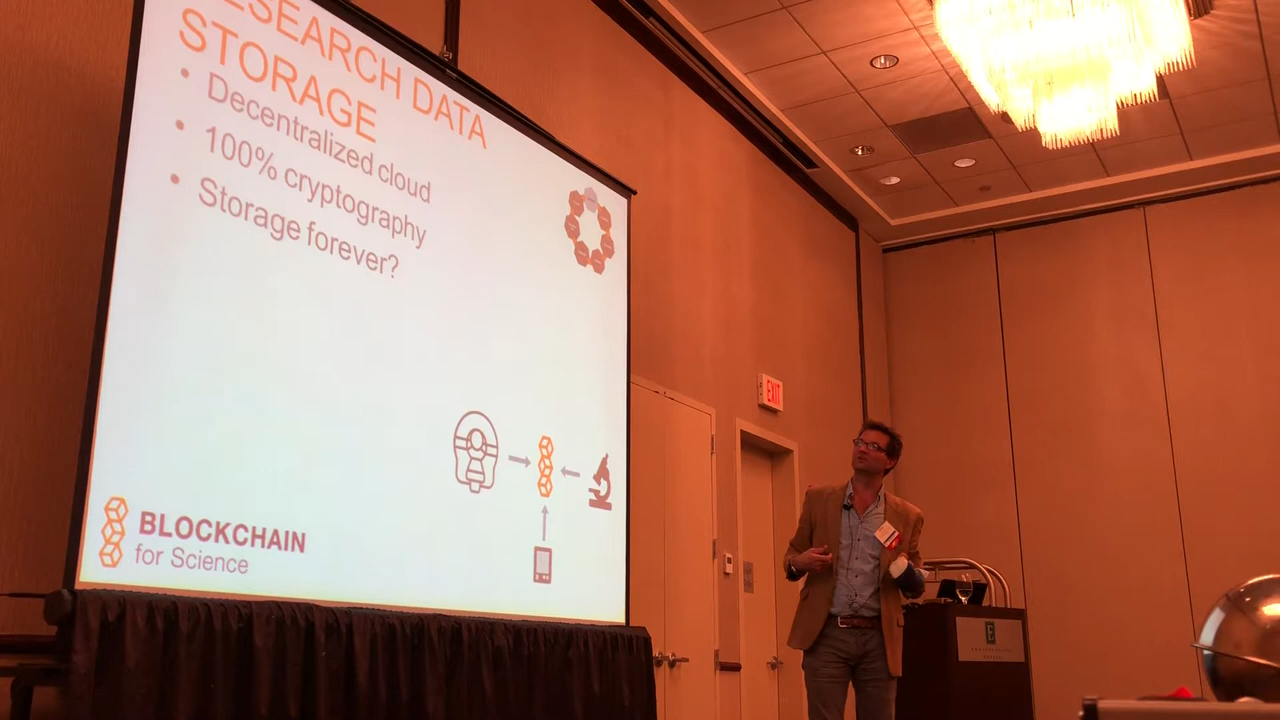 ESEARCH DATA
STORAGE
• Decentralized cloud
• 100% cryptography
• Storage forever?
BLOCKCHAIN
for Science
EXIT
E